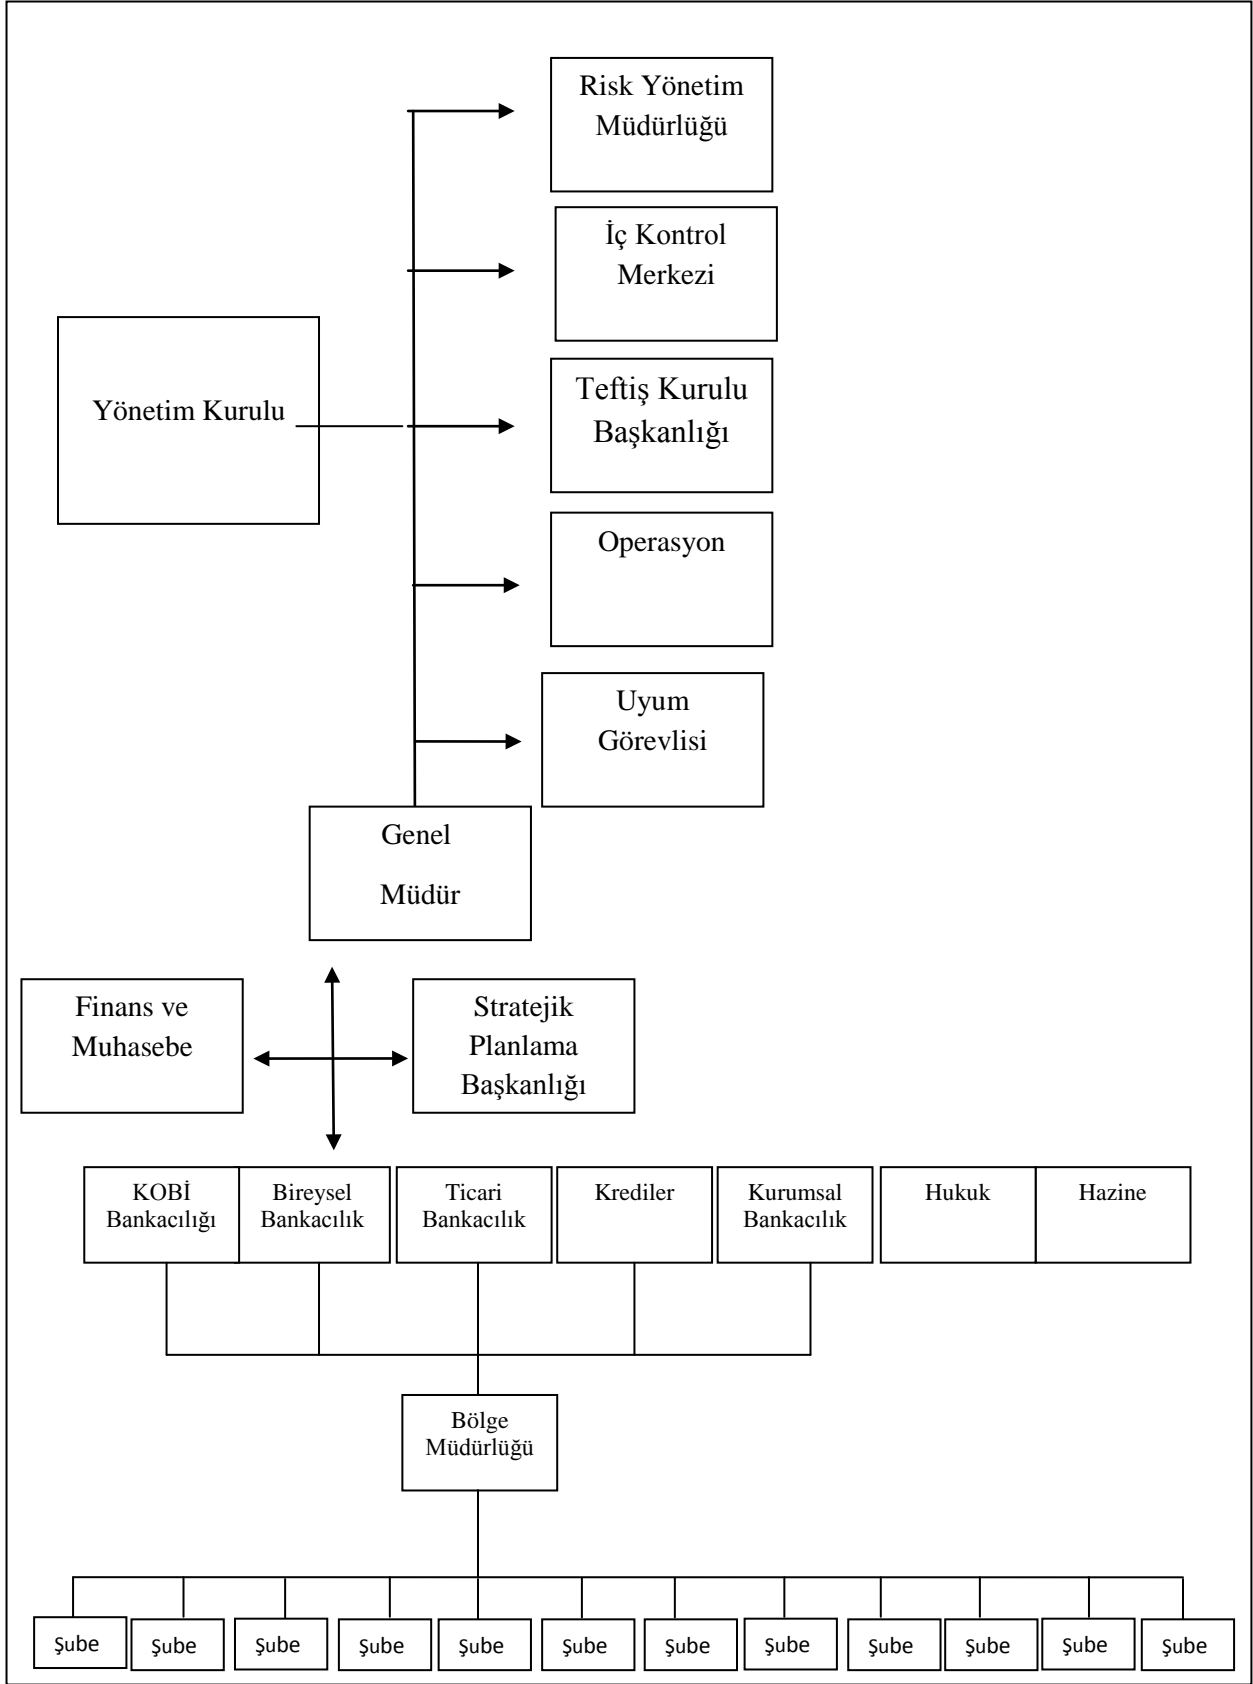 Risk Yönetim
Müdürlüğü
İç Kontrol
Merkezi
Yönetim Kurulu
Teftiş Kurulu
Başkanlığı
Operasyon
Uyum
Görevlisi
Genel
Müdür
Finans ve
Muhasebe
Stratejik
Planlama
Başkanlığı
KOBİ
Bankacılığı
Bireysel
Bankacılık
Ticari
Bankacılık
Krediler
Kurumsal
Bankacılık
Hukuk
Hazine
Bölge
Müdürlüğü
Şube
Şube
Şube
Şube
Şube
Şube
Şube
Şube
Şube
Şube
Şube
Şube